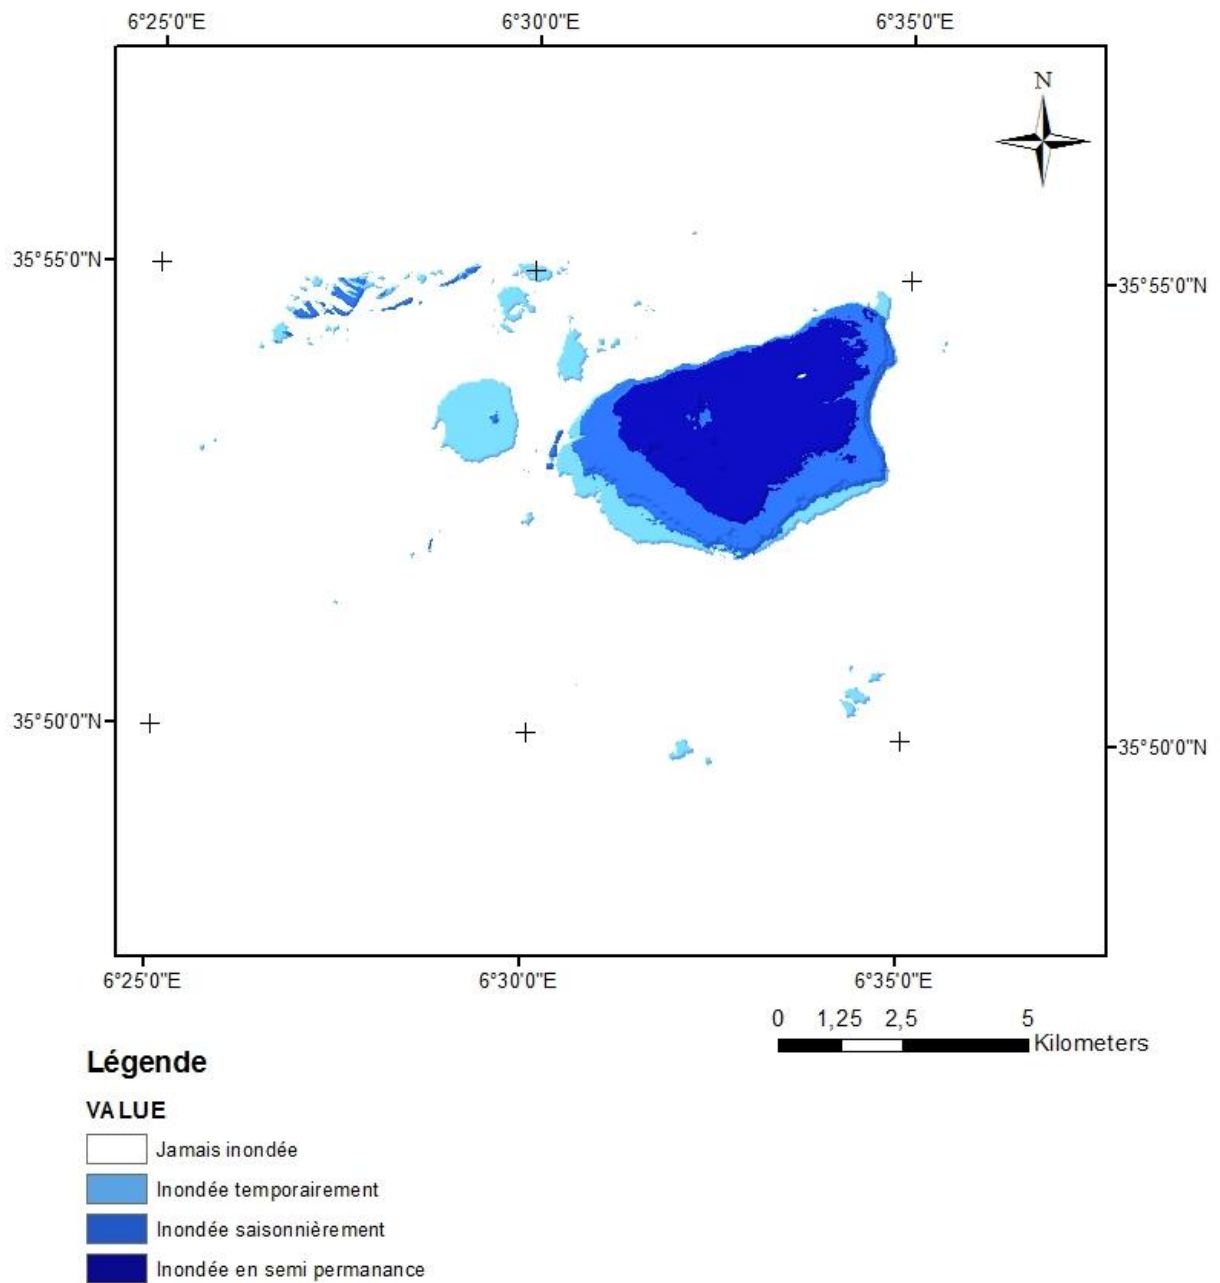 6°25'0"E 6°30'0"E 6°35'0"E
N
35°55'0"N
35°55'0"N
35°50'0"N
35°50'0"N
6°25'0"E 6°30'0"E 6°35'0"E
0 1,25 2,5 5
Kilometers
Légende
VALUE
Jamais inondée
Inondée temporairement
Inondée saisonnièrement
Inondée en semi permanance